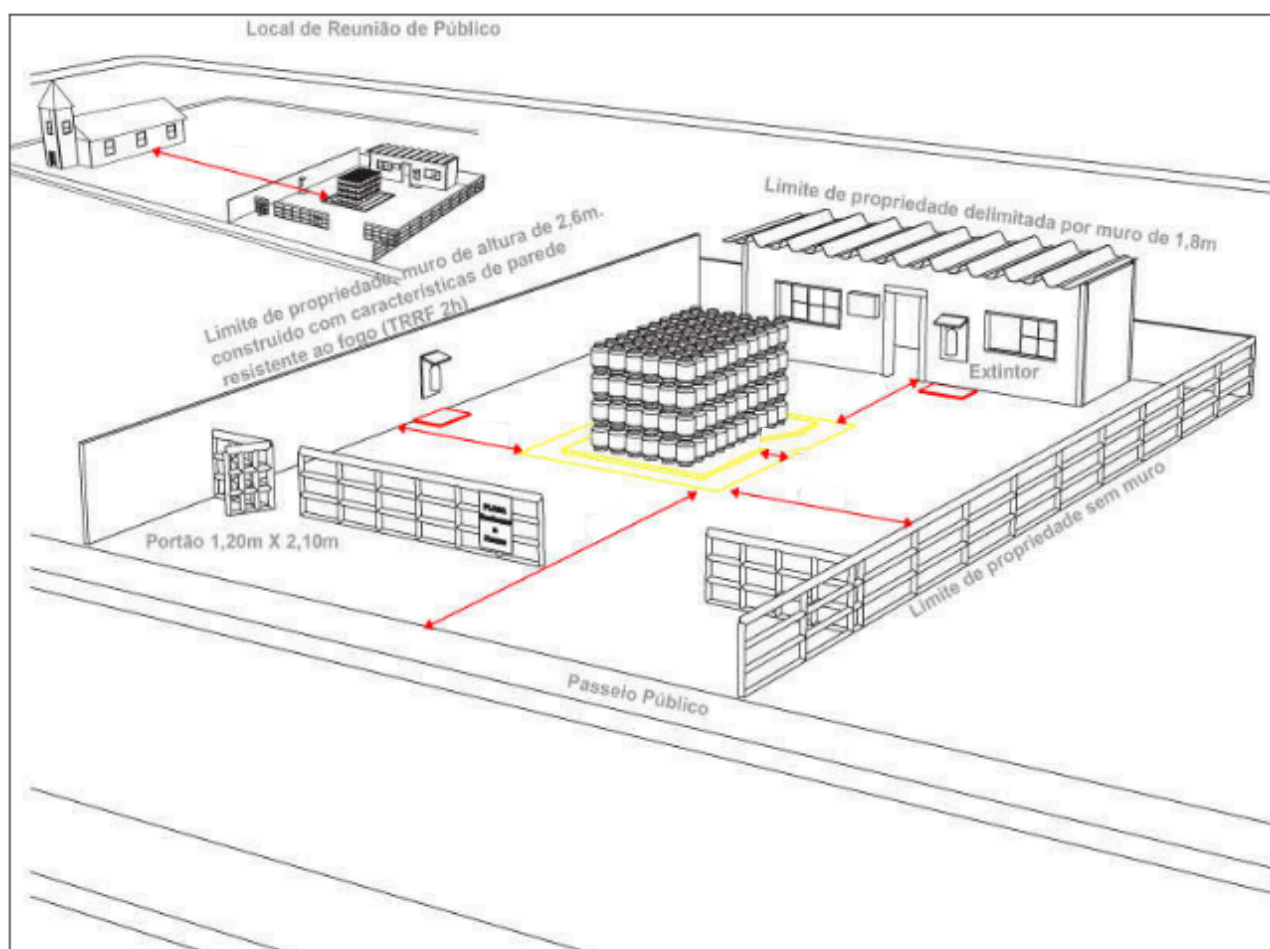 Local de Reunião de Público
Limite de propriedade delimitada por muro de 1,8m
Limite de propriedade, muro de altura de 2,6m.
construído com características de parede
resistente ao fogo (TRRF 2h)
Extintor
Portão 1,20m X 2,10m
Limite de propriedade sem muro
Passeio Público